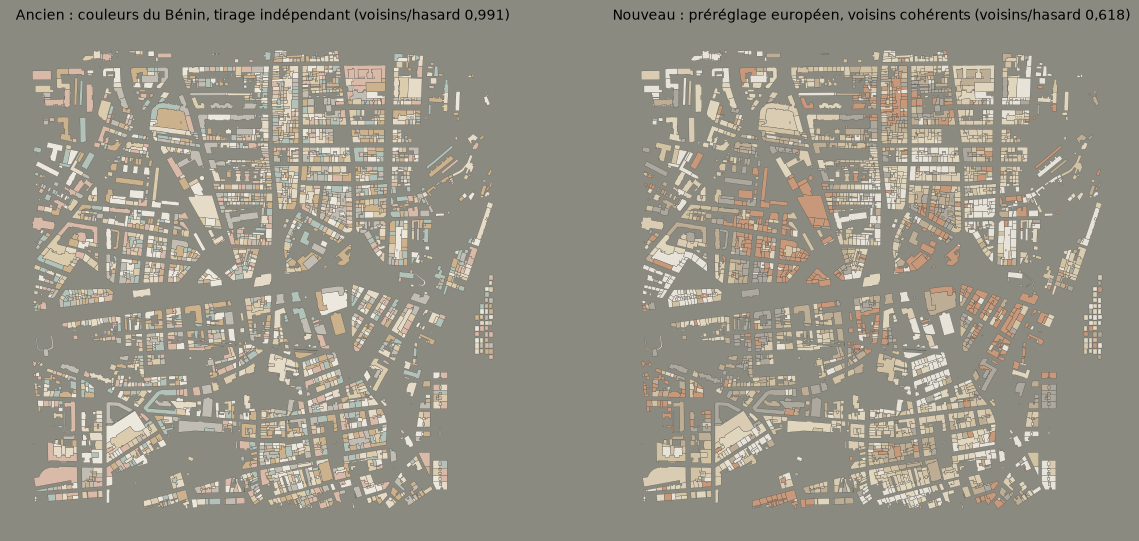 Ancien : couleurs du Bénin, tirage indépendant (voisins/hasard 0,991)
Nouveau : préréglage européen, voisins cohérents (voisins/hasard 0,618)